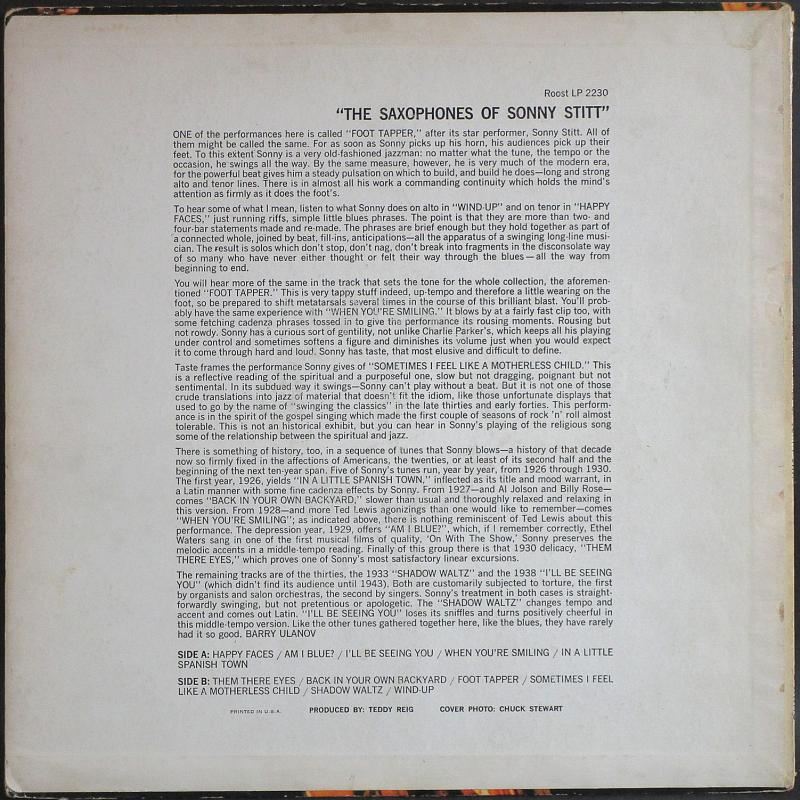 Roost LP 2230
"THE SAXOPHONES OF SONNY STITT"
ONE of the performances here is called "FOOT TAPPER," after its star performer, Sonny Stitt. All of
them might be called the same. For as soon as Sonny picks up his horn, his audiences pick up their
feet. To this extent Sonny is a very old-fashioned jazzman: no matter what the tune, the tempo or the
occasion, he swings all the way. By the same measure, however, he is very much of the modern era,
for the powerful beat gives him a steady pulsation on which to build, and build he does—long and strong
alto and tenor lines. There is in almost all his work a commanding continuity which holds the mind's
attention as firmly as it does the foot's.
To hear some of what I mean, listen to what Sonny does on alto in "WIND-UP" and on tenor in "HAPPY
FACES," just running riffs, simple little blues phrases. The point is that they are more than two- and
four-bar statements made and re-made. The phrases are brief enough but they hold together as part of
a connected whole, joined by beat, fill-ins, anticipations—all the apparatus of a swinging long-line musi-
cian. The result is solos which don't stop, don't nag, don't break into fragments in the disconsolate way
of so many who have never either thought or felt their way through the blues — all the way from
beginning to end.
You will hear more of the same in the track that sets the tone for the whole collection, the aforemen-
tioned "FOOT TAPPER." This is very tappy stuff indeed, up-tempo and therefore a little wearing on the
foot, so be prepared to shift metatarsals several times in the course of this brilliant blast. You'll prob-
ably have the same experience with "WHEN YOU'RE SMILING." It blows by at a fairly fast clip too, with
some fetching cadenza phrases tossed in to give the performance its rousing moments. Rousing but
not rowdy. Sonny has a curious sort of gentility, not unlike Charlie Parker's, which keeps all his playing
under control and sometimes softens a figure and diminishes its volume just when you would expect
it to come through hard and loud. Sonny has taste, that most elusive and difficult to define.
Taste frames the performance Sonny gives of "SOMETIMES I FEEL LIKE A MOTHERLESS CHILD." This
is a reflective reading of the spiritual and a purposeful one, slow but not dragging, poignant but not
sentimental. In its subdued way it swings—Sonny can't play without a beat. But it is not one of those
crude translations into jazz of material that doesn't fit the idiom, like those unfortunate displays that
used to go by the name of "swinging the classics" in the late thirties and early forties. This perform-
ance is in the spirit of the gospel singing which made the first couple of seasons of rock 'n' roll almost
tolerable. This is not an historical exhibit, but you can hear in Sonny's playing of the religious song
some of the relationship between the spiritual and jazz.
There is something of history, too, in a sequence of tunes that Sonny blows—a history of that decade
now so firmly fixed in the affections of Americans, the twenties, or at least of its second half and the
beginning of the next ten-year span. Five of Sonny's tunes run, year by year, from 1926 through 1930.
The first year, 1926, yields "IN A LITTLE SPANISH TOWN," inflected as its title and mood warrant, in
a Latin manner with some fine cadenza effects by Sonny. From 1927—and Al Jolson and Billy Rose—
comes "BACK IN YOUR OWN BACKYARD," slower than usual and thoroughly relaxed and relaxing in
this version. From 1928—and more Ted Lewis agonizings than one would like to remember—comes
"WHEN YOU'RE SMILING"; as indicated above, there is nothing reminiscent of Ted Lewis about this
performance. The depression year, 1929, offers "AM I BLUE?", which, if I remember correctly, Ethel
Waters sang in one of the first musical films of quality, 'On With The Show,' Sonny preserves the
melodic accents in a middle-tempo reading. Finally of this group there is that 1930 delicacy, "THEM
THERE EYES," which proves one of Sonny's most satisfactory linear excursions.
The remaining tracks are of the thirties, the 1933 "SHADOW WALTZ" and the 1938 "I'LL BE SEEING
YOU" (which didn't find its audience until 1943). Both are customarily subjected to torture, the first
by organists and salon orchestras, the second by singers. Sonny's treatment in both cases is straight-
forwardly swinging, but not pretentious or apologetic. The "SHADOW WALTZ" changes tempo and
accent and comes out Latin. "I'LL BE SEEING YOU" loses its sniffles and turns positively cheerful in
this middle-tempo version. Like the other tunes gathered together here, like the blues, they have rarely
had it so good. BARRY ULANOV
SIDE A: HAPPY FACES / AM I BLUE? / I'LL BE SEEING YOU / WHEN YOU'RE SMILING / IN A LITTLE
SPANISH TOWN
SIDE B: THEM THERE EYES / BACK IN YOUR OWN BACKYARD / FOOT TAPPER / SOMETIMES I FEEL
LIKE A MOTHERLESS CHILD / SHADOW WALTZ / WIND-UP
PRINTED IN U.S.A. PRODUCED BY: TEDDY REIG COVER PHOTO: CHUCK STEWART